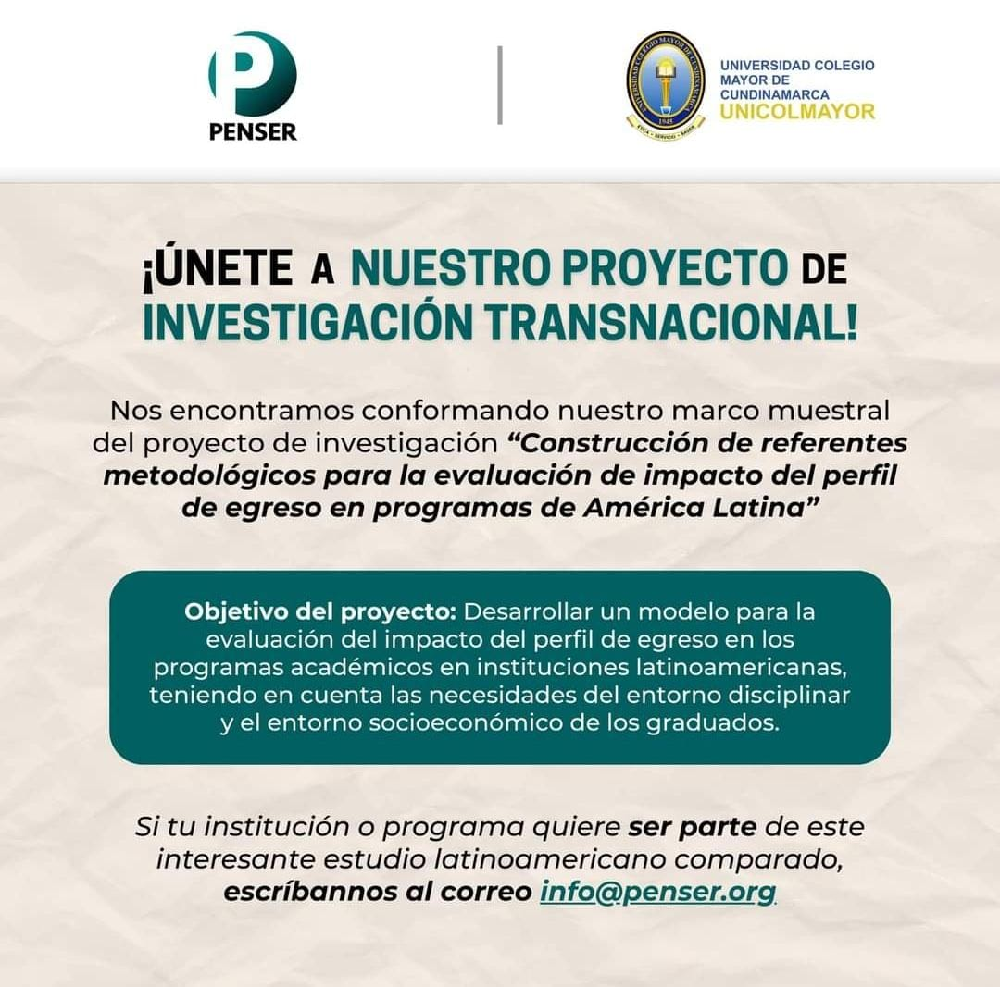 PENSER
UNIVERSIDAD COLEGIO MAYOR DE CUNDINAMARCA
1945
ETICA • SERVICIO • SABER
UNIVERSIDAD COLEGIO
MAYOR DE
CUNDINAMARCA
UNICOLMAYOR
¡ÚNETE A NUESTRO PROYECTO DE
INVESTIGACIÓN TRANSNACIONAL!
Nos encontramos conformando nuestro marco muestral
del proyecto de investigación “Construcción de referentes
metodológicos para la evaluación de impacto del perfil
de egreso en programas de América Latina”
Objetivo del proyecto: Desarrollar un modelo para la
evaluación del impacto del perfil de egreso en los
programas académicos en instituciones latinoamericanas,
teniendo en cuenta las necesidades del entorno disciplinar
y el entorno socioeconómico de los graduados.
Si tu institución o programa quiere ser parte de este
interesante estudio latinoamericano comparado,
escríbannos al correo info@penser.org